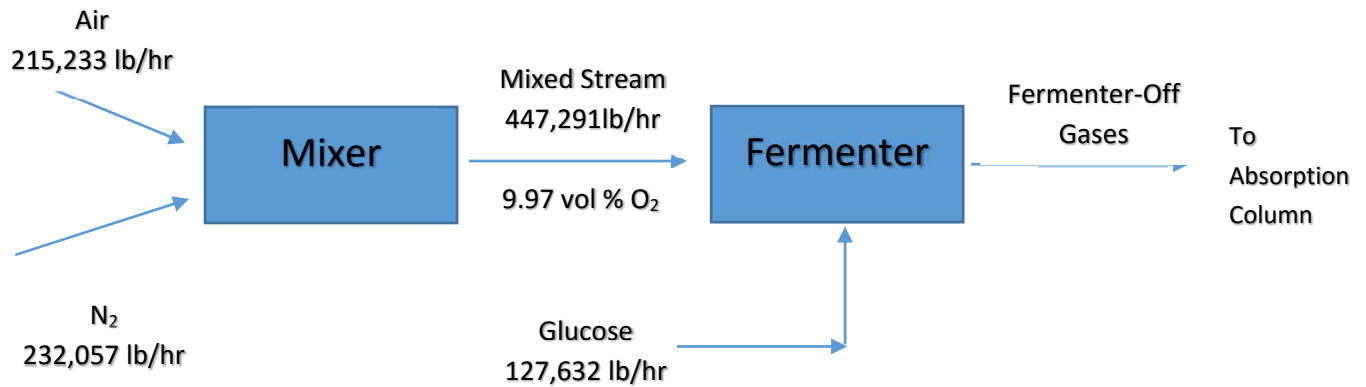 Air
215,233 lb/hr
Mixer
Mixed Stream
447,291lb/hr
9.97 vol % O₂
Fermenter
Fermenter-Off
Gases
To
Absorption
Column
N₂
232,057 lb/hr
Glucose
127,632 lb/hr